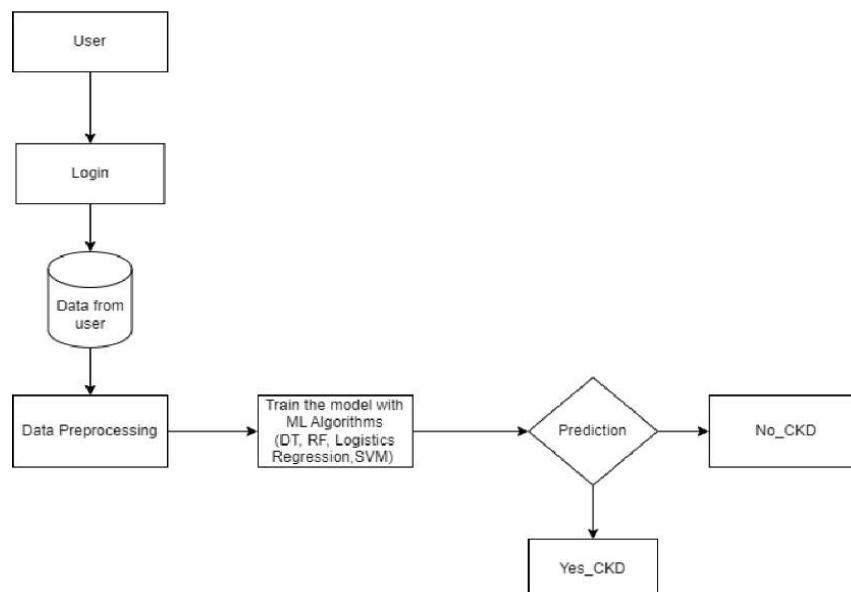 User
Login
Data from
user
Data Preprocessing
Train the model with
ML Algorithms
(DT, RF, Logistics
Regression,SVM)
Prediction
No_CKD
Yes_CKD